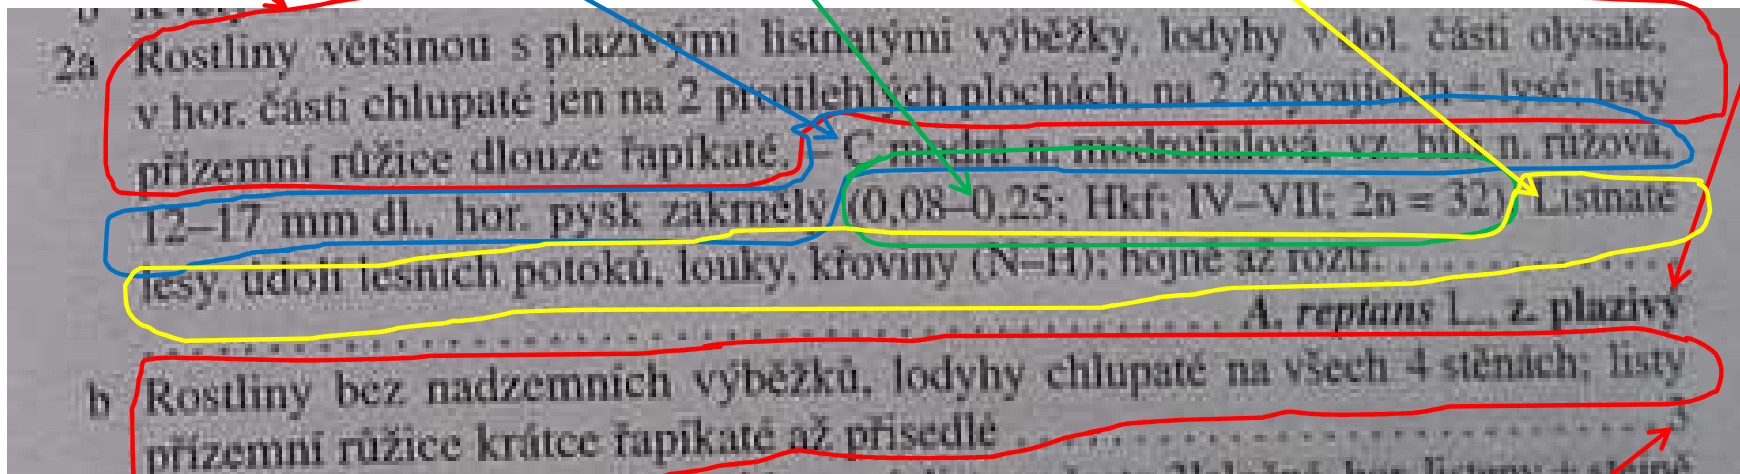 2a Rostliny většinou s plazivými listnatými výběžky, lodyhy v dol. části olysalé,
v hor. části chlupaté jen na 2 protilehlých plochách, na 2 zbývajících ± lysé; listy
přízemní růžice dlouze řapíkaté. – C modrá n. modrofialová, vz. bílá n. růžová,
12–17 mm dl., hor. pysk zakrnělý (0,08–0,25; Hkf; IV–VII; 2n = 32) Listnaté
lesy, údolí lesních potoků, louky, křoviny (N–H); hojně až roztr. . . . . . . . . . . . . . .
. . . . . . . . . . . . . . . . . . . . . . . . . . . . . . . . . . . . . . . . A. reptans L., z. plazivý
b Rostliny bez nadzemních výběžků, lodyhy chlupaté na všech 4 stěnách; listy
přízemní růžice krátce řapíkaté až přisedlé . . . . . . . . . . . . . . . . . . . . . . . . . . . . . . 3